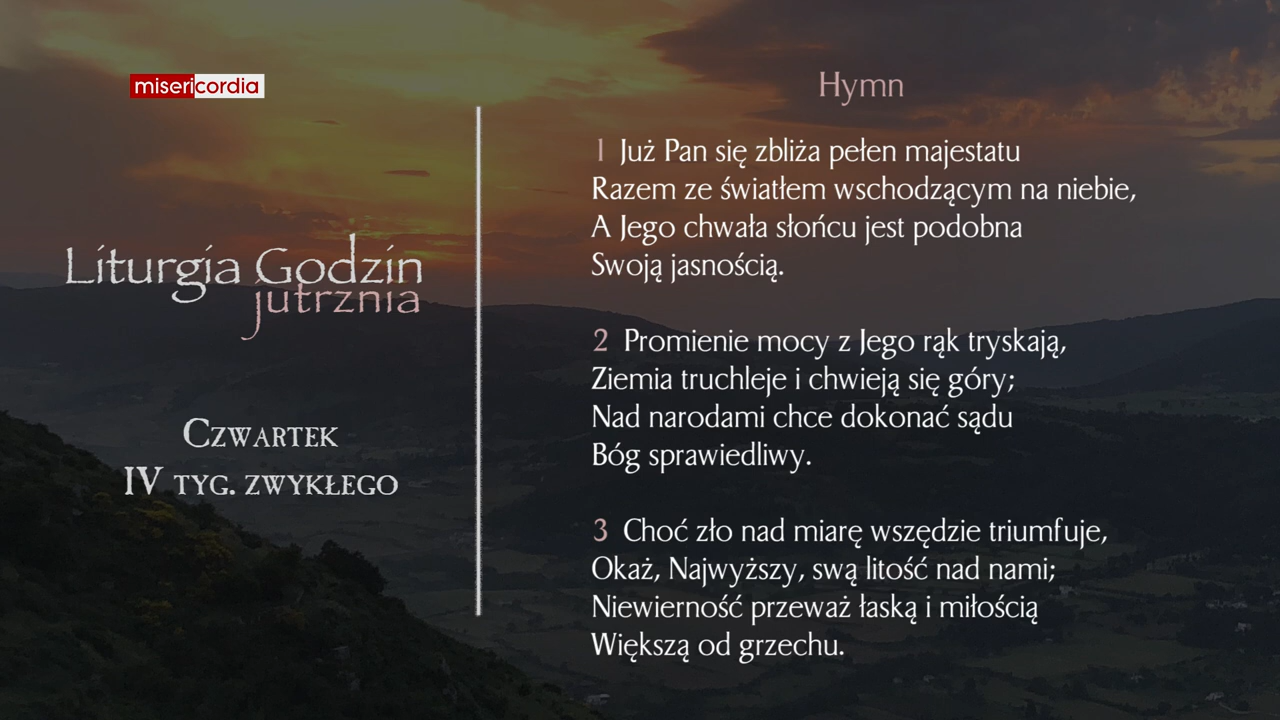 misericordia
Liturgia Godzin
jutrznia
Czwartek
IV tyg. zwykłego
Hymn
1 Już Pan się zbliża pełen majestatu
Razem ze światłem wschodzącym na niebie,
A Jego chwała słońcu jest podobna
Swoją jasnością.
2 Promienie mocy z Jego rąk tryskają,
Ziemia truchleje i chwieją się góry;
Nad narodami chce dokonać sądu
Bóg sprawiedliwy.
3 Choć zło nad miarę wszędzie triumfuje,
Okaż, Najwyższy, swą litość nad nami;
Niewierność przeważ łaską i miłością
Większą od grzechu.